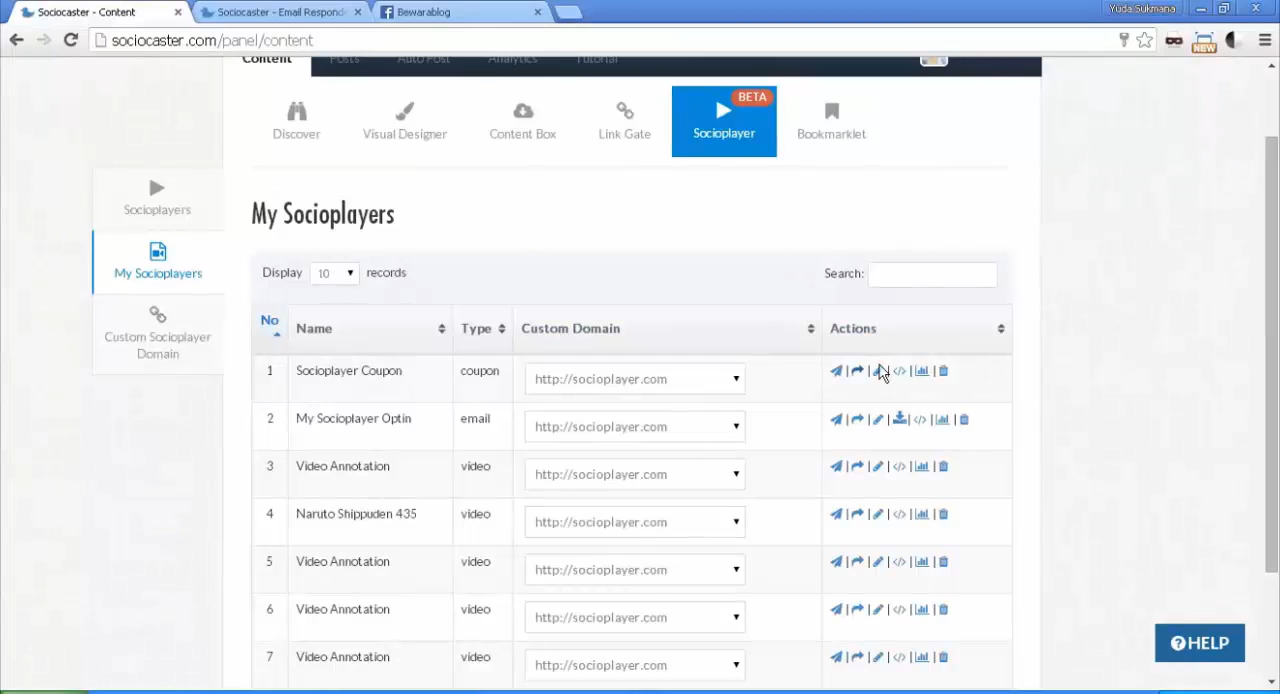 Sociocaster - Content
Sociocaster - Email Respond
Bewarablog
Yuda Sukmana
sociocaster.com/panel/content
NEW
Content Posts Auto Post Analytics Tutorial
BETA
Discover
Visual Designer
Content Box
Link Gate
Socioplayer
Bookmarklet
Socioplayers
My Socioplayers
Custom Socioplayer
Domain
My Socioplayers
Display 10 records
Search:
No Name Type Custom Domain Actions
1 Socioplayer Coupon coupon http://socioplayer.com
2 My Socioplayer Optin email http://socioplayer.com
3 Video Annotation video http://socioplayer.com
4 Naruto Shippuden 435 video http://socioplayer.com
5 Video Annotation video http://socioplayer.com
6 Video Annotation video http://socioplayer.com
7 Video Annotation video http://socioplayer.com
HELP